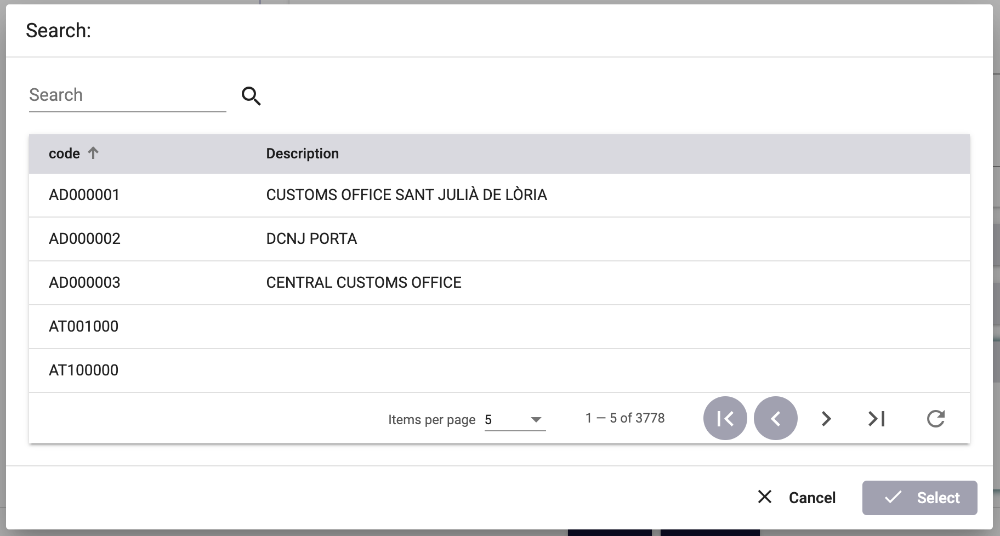 Search:
Search
code Description
AD000001 CUSTOMS OFFICE SANT JULIÀ DE LÒRIA
AD000002 DCNJ PORTA
AD000003 CENTRAL CUSTOMS OFFICE
AT001000
AT100000
Items per page 5 1 – 5 of 3778
Cancel Select